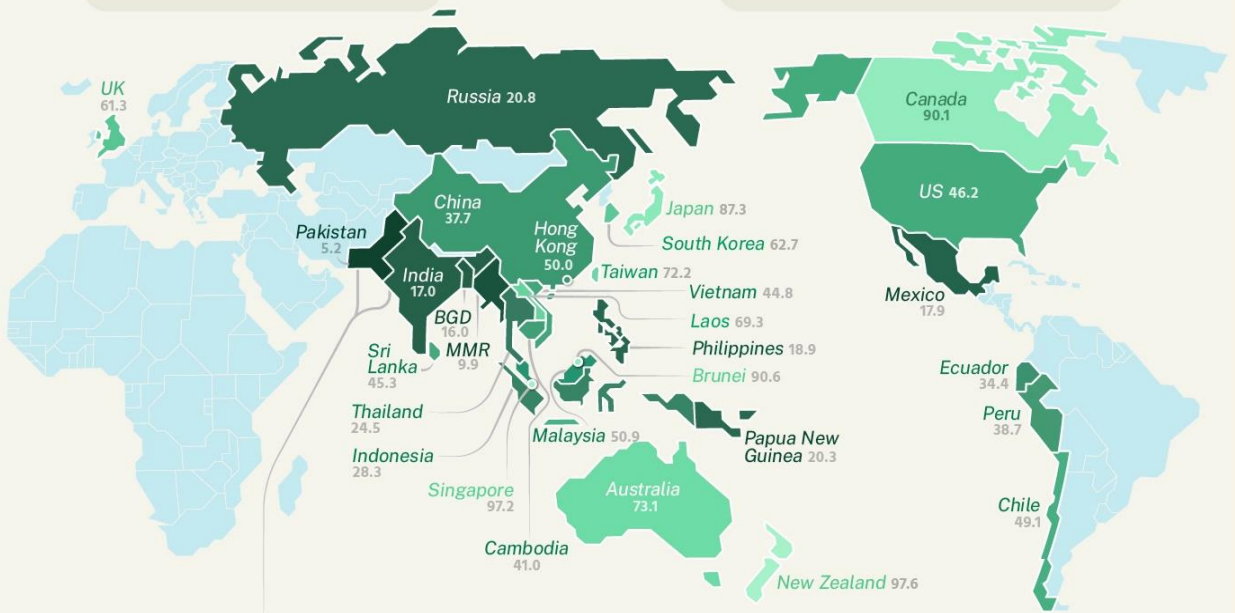 UK
61.3
Russia 20.8
Canada
90.1
US 46.2
China
37.7
Japan 87.3
Pakistan
5.2
Hong
Kong
50.0
South Korea 62.7
India
17.0
Taiwan 72.2
Vietnam 44.8
Mexico
17.9
BGD
16.0
Laos 69.3
MMR
9.9
Philippines 18.9
Sri
Lanka
45.3
Brunei 90.6
Ecuador
34.4
Thailand
24.5
Peru
38.7
Malaysia 50.9
Papua New
Guinea 20.3
Indonesia
28.3
Singapore
97.2
Australia
73.1
Chile
49.1
Cambodia
41.0
New Zealand 97.6